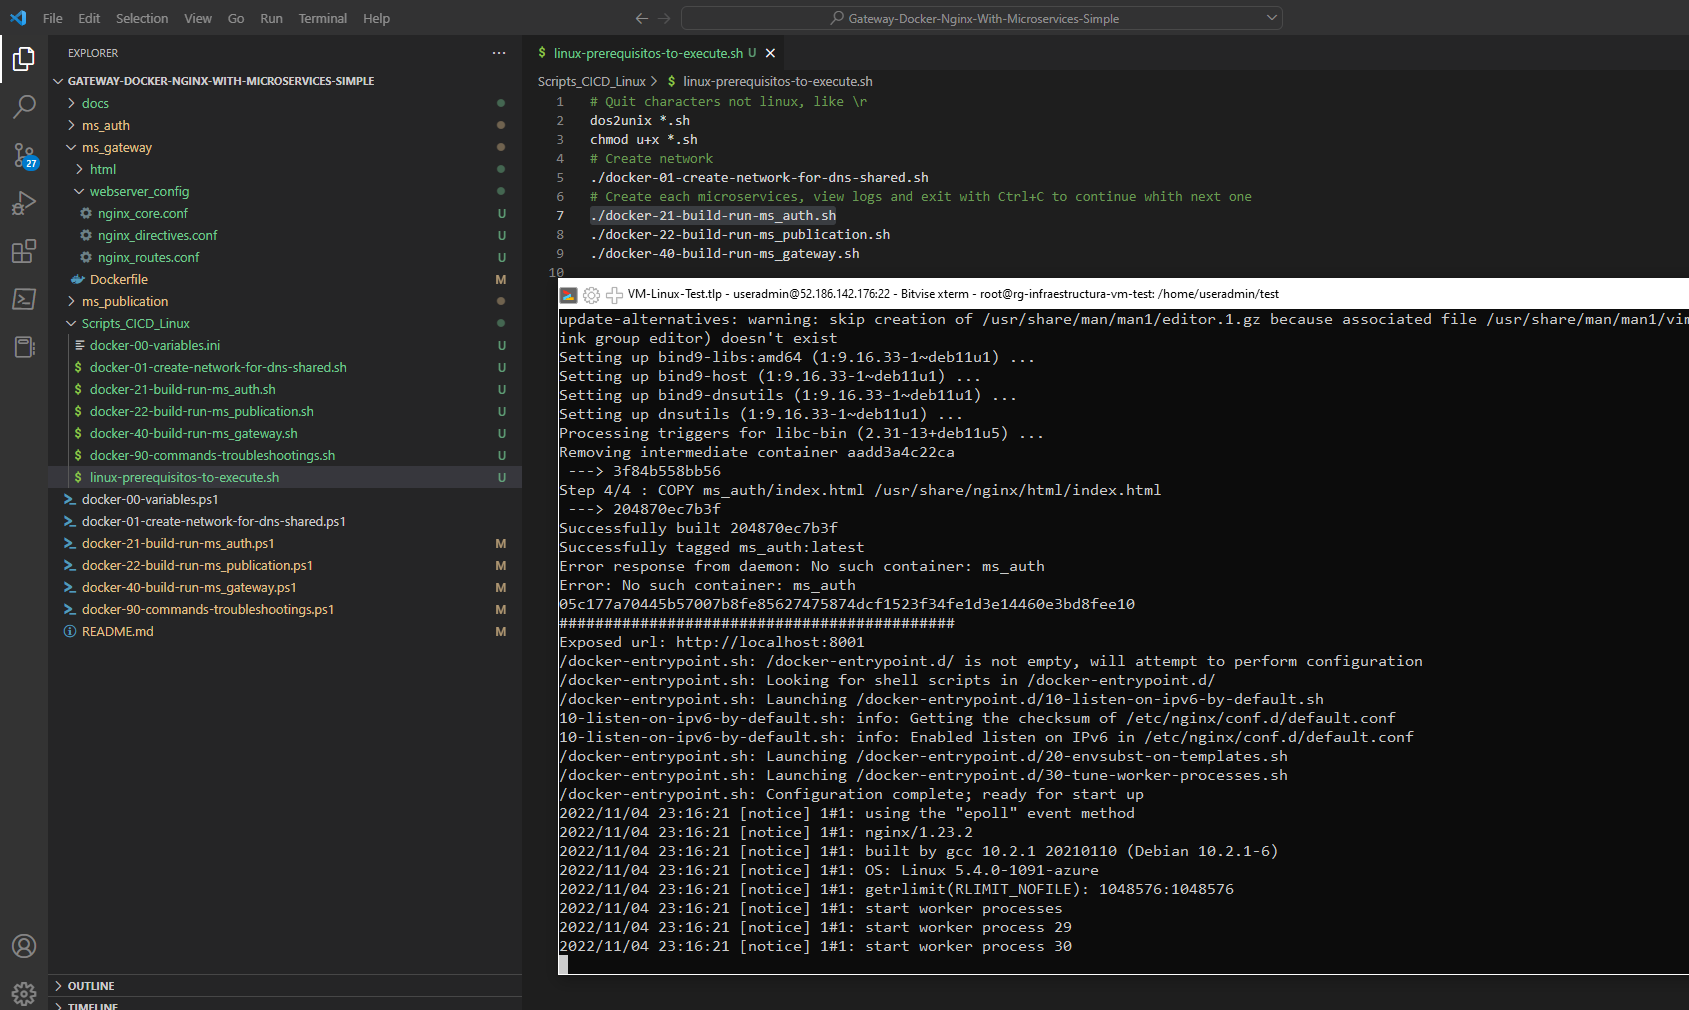 File Edit Selection View Go Run Terminal Help
Gateway-Docker-Nginx-With-Microservices-Simple
27
EXPLORER
GATEWAY-DOCKER-NGINX-WITH-MICROSERVICES-SIMPLE
docs
ms_auth
ms_gateway
html
webserver_config
nginx_core.conf U
nginx_directives.conf U
nginx_routes.conf U
Dockerfile M
ms_publication
Scripts_CICD_Linux
docker-00-variables.ini U
$ docker-01-create-network-for-dns-shared.sh U
$ docker-21-build-run-ms_auth.sh U
$ docker-22-build-run-ms_publication.sh U
$ docker-40-build-run-ms_gateway.sh U
$ docker-90-commands-troubleshootings.sh U
$ linux-prerequisitos-to-execute.sh U
docker-00-variables.ps1
docker-01-create-network-for-dns-shared.ps1
docker-21-build-run-ms_auth.ps1 M
docker-22-build-run-ms_publication.ps1 M
docker-40-build-run-ms_gateway.ps1 M
docker-90-commands-troubleshootings.ps1 M
README.md M
OUTLINE
TIMELINE
$ linux-prerequisitos-to-execute.sh U
Scripts_CICD_Linux > $ linux-prerequisitos-to-execute.sh
1 # Quit characters not linux, like \r
2 dos2unix *.sh
3 chmod u+x *.sh
4 # Create network
5 ./docker-01-create-network-for-dns-shared.sh
6 # Create each microservices, view logs and exit with Ctrl+C to continue whith next one
7 ./docker-21-build-run-ms_auth.sh
8 ./docker-22-build-run-ms_publication.sh
9 ./docker-40-build-run-ms_gateway.sh
10
VM-Linux-Test.tlp - useradmin@52.186.142.176:22 - Bitvise xterm - root@rg-infraestructura-vm-test: /home/useradmin/test
update-alternatives: warning: skip creation of /usr/share/man/man1/editor.1.gz because associated file /usr/share/man/man1/vim
ink group editor) doesn't exist
Setting up bind9-libs:amd64 (1:9.16.33-1~deb11u1) ...
Setting up bind9-host (1:9.16.33-1~deb11u1) ...
Setting up bind9-dnsutils (1:9.16.33-1~deb11u1) ...
Setting up dnsutils (1:9.16.33-1~deb11u1) ...
Processing triggers for libc-bin (2.31-13+deb11u5) ...
Removing intermediate container aadd3a4c22ca
---> 3f84b558bb56
Step 4/4 : COPY ms_auth/index.html /usr/share/nginx/html/index.html
---> 204870ec7b3f
Successfully built 204870ec7b3f
Successfully tagged ms_auth:latest
Error response from daemon: No such container: ms_auth
Error: No such container: ms_auth
05c177a70445b57007b8fe85627475874dcf1523f34fe1d3e14460e3bd8fee10
############################################
Exposed url: http://localhost:8001
/docker-entrypoint.sh: /docker-entrypoint.d/ is not empty, will attempt to perform configuration
/docker-entrypoint.sh: Looking for shell scripts in /docker-entrypoint.d/
/docker-entrypoint.sh: Launching /docker-entrypoint.d/10-listen-on-ipv6-by-default.sh
10-listen-on-ipv6-by-default.sh: info: Getting the checksum of /etc/nginx/conf.d/default.conf
10-listen-on-ipv6-by-default.sh: info: Enabled listen on IPv6 in /etc/nginx/conf.d/default.conf
/docker-entrypoint.sh: Launching /docker-entrypoint.d/20-envsubst-on-templates.sh
/docker-entrypoint.sh: Launching /docker-entrypoint.d/30-tune-worker-processes.sh
/docker-entrypoint.sh: Configuration complete; ready for start up
2022/11/04 23:16:21 [notice] 1#1: using the "epoll" event method
2022/11/04 23:16:21 [notice] 1#1: nginx/1.23.2
2022/11/04 23:16:21 [notice] 1#1: built by gcc 10.2.1 20210110 (Debian 10.2.1-6)
2022/11/04 23:16:21 [notice] 1#1: OS: Linux 5.4.0-1091-azure
2022/11/04 23:16:21 [notice] 1#1: getrlimit(RLIMIT_NOFILE): 1048576:1048576
2022/11/04 23:16:21 [notice] 1#1: start worker processes
2022/11/04 23:16:21 [notice] 1#1: start worker process 29
2022/11/04 23:16:21 [notice] 1#1: start worker process 30